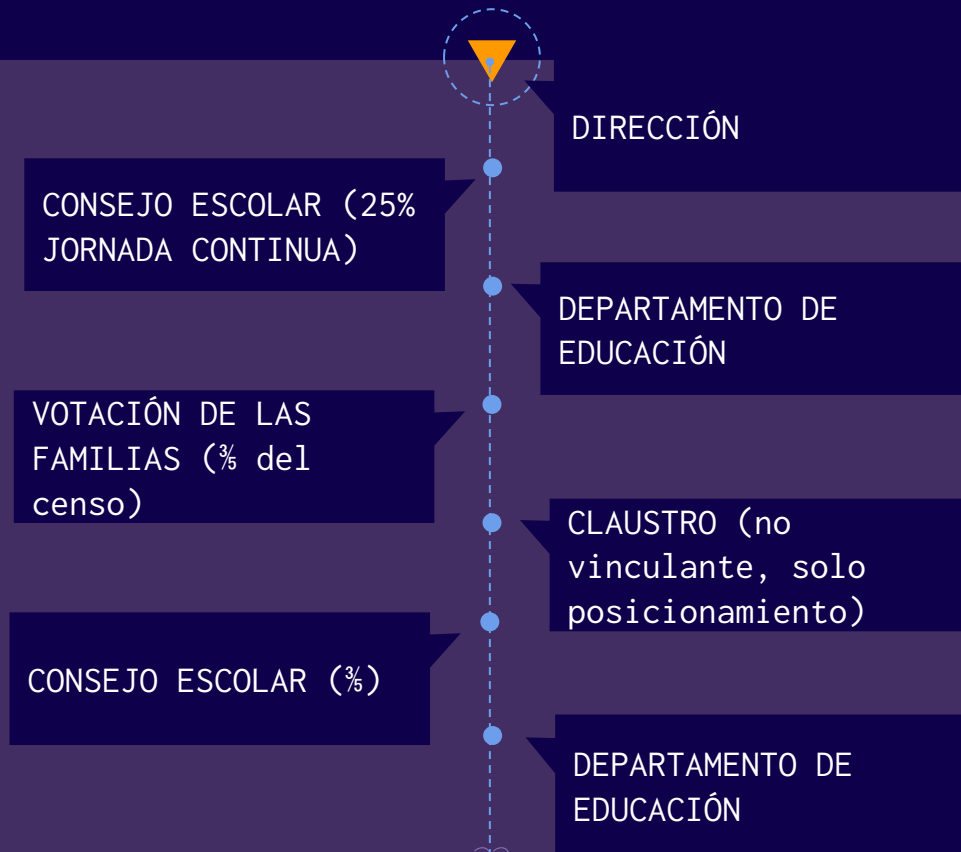 DIRECCIÓN
CONSEJO ESCOLAR (25%
JORNADA CONTINUA)
DEPARTAMENTO DE
EDUCACIÓN
VOTACIÓN DE LAS
FAMILIAS (⅗ del
censo)
CLAUSTRO (no
vinculante, solo
posicionamiento)
CONSEJO ESCOLAR (⅗)
DEPARTAMENTO DE
EDUCACIÓN